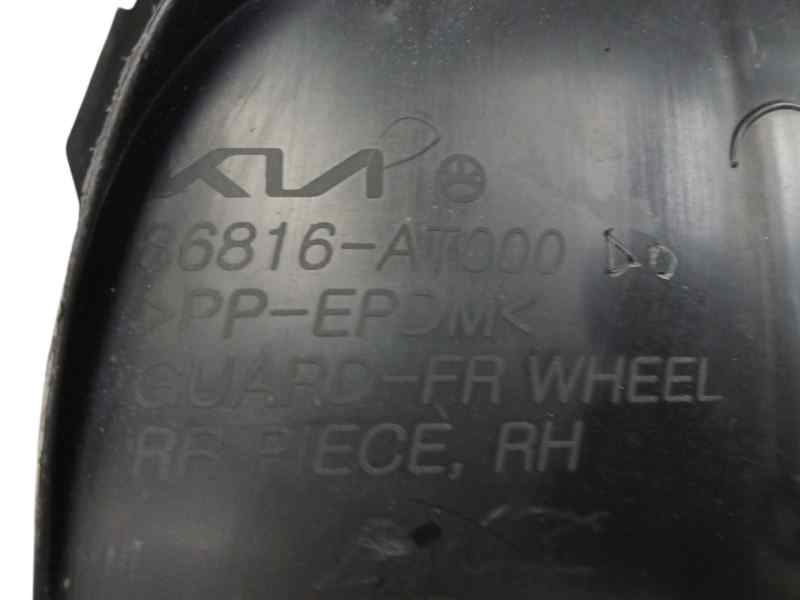 KIA
86816-AT000
>PP-EPDM<
GUARD-FR WHEEL
RR PIECE, RH